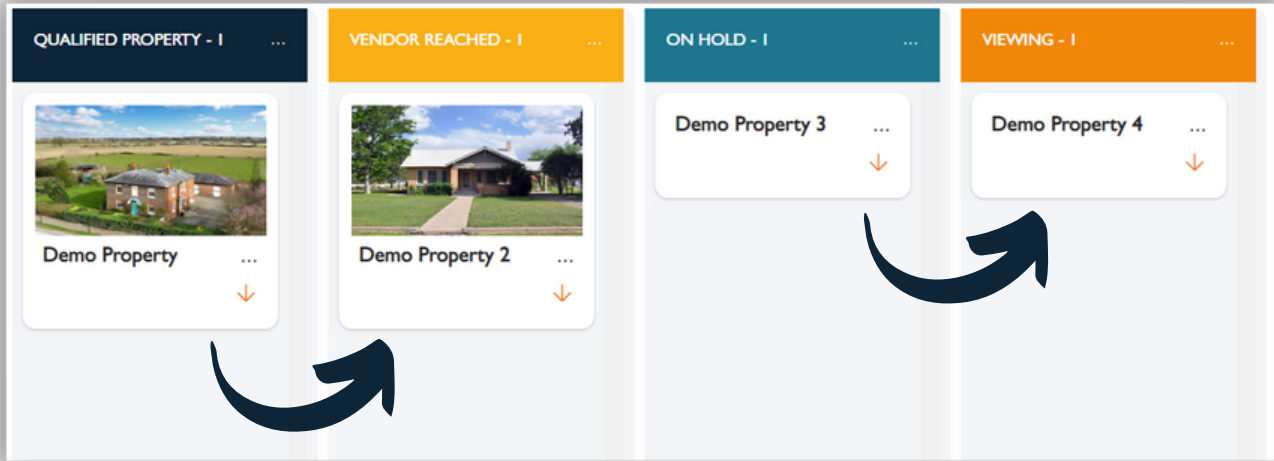 QUALIFIED PROPERTY - 1 ...
VENDOR REACHED - 1 ...
ON HOLD - 1 ...
VIEWING - 1 ...
Demo Property ...
Demo Property 2 ...
Demo Property 3 ...
Demo Property 4 ...